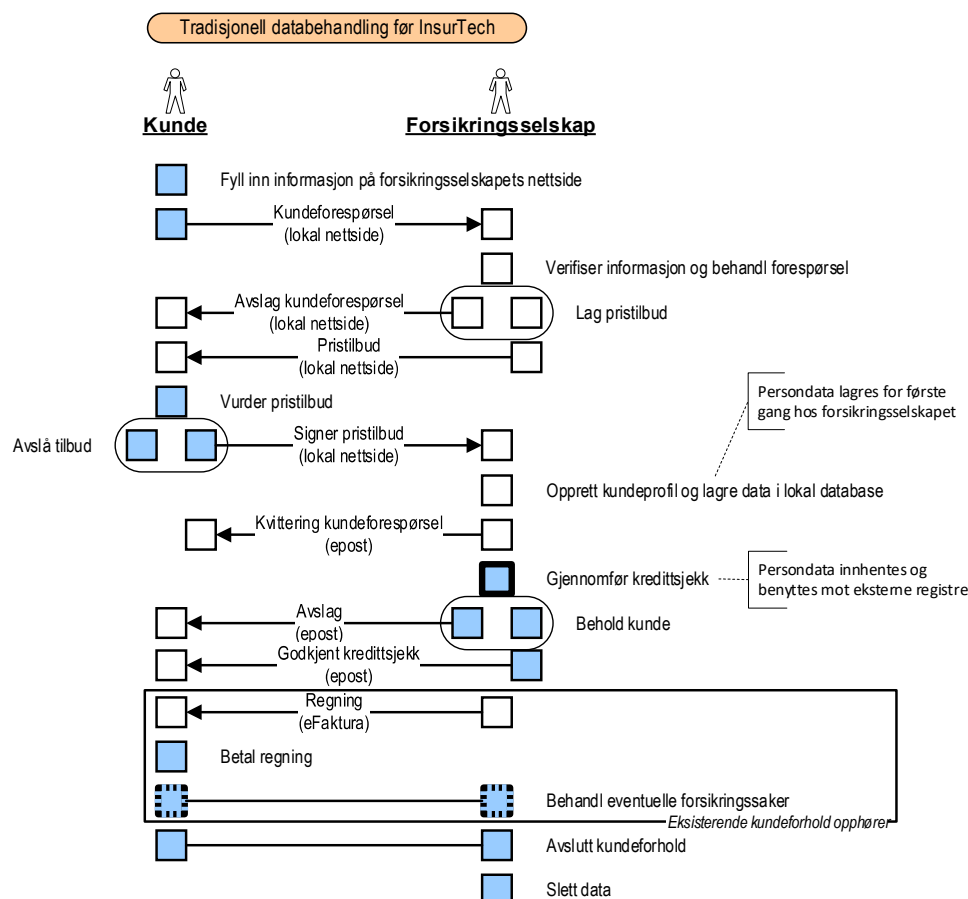 Tradisjonell databehandling før InsurTech
Kunde
Forsikringsselskap
Fyll inn informasjon på forsikringsselskapets nettside
Kundeforespørsel
(lokal nettside)
Verifiser informasjon og behandl forespørsel
Avslag kundeforespørsel
(lokal nettside)
Lag pristilbud
Pristilbud
(lokal nettside)
Persondata lagres for første
gang hos forsikringsselskapet
Vurder pristilbud
Avslå tilbud
Signer pristilbud
(lokal nettside)
Opprett kundeprofil og lagre data i lokal database
Kvittering kundeforespørsel
(epost)
Gjennomfør kredittsjekk
Persondata innhentes og
benyttes mot eksterne registre
Avslag
(epost)
Behold kunde
Godkjent kredittsjekk
(epost)
Regning
(eFaktura)
Betal regning
Behandl eventuelle forsikringssaker
Eksisterende kundeforhold opphører
Avslutt kundeforhold
Slett data